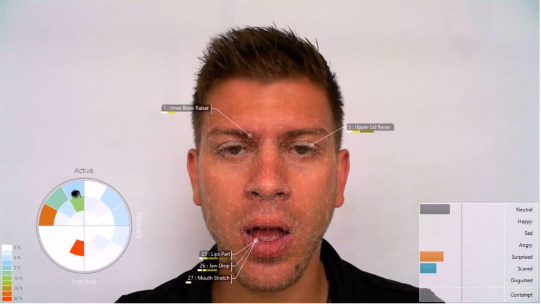 1 : Inner Brow Raiser
5 : Upper Lid Raiser
Active
Inactive
25 : Lips Part
26 : Jaw Drop
27 : Mouth Stretch
Neutral
Happy
Sad
Angry
Surprised
Scared
Disgusted
Contempt